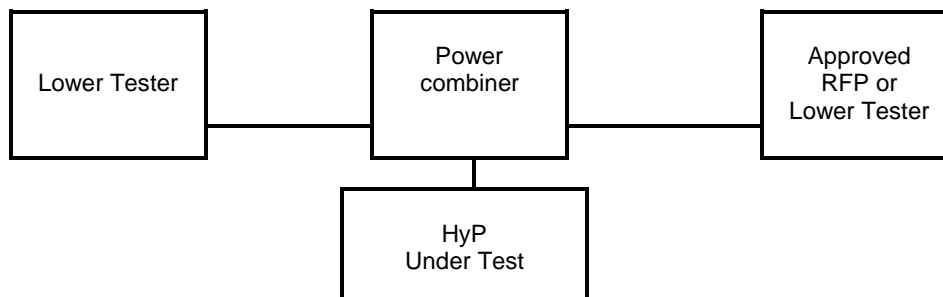 Lower Tester
Power
combiner
Approved
RFP or
Lower Tester
HyP
Under Test